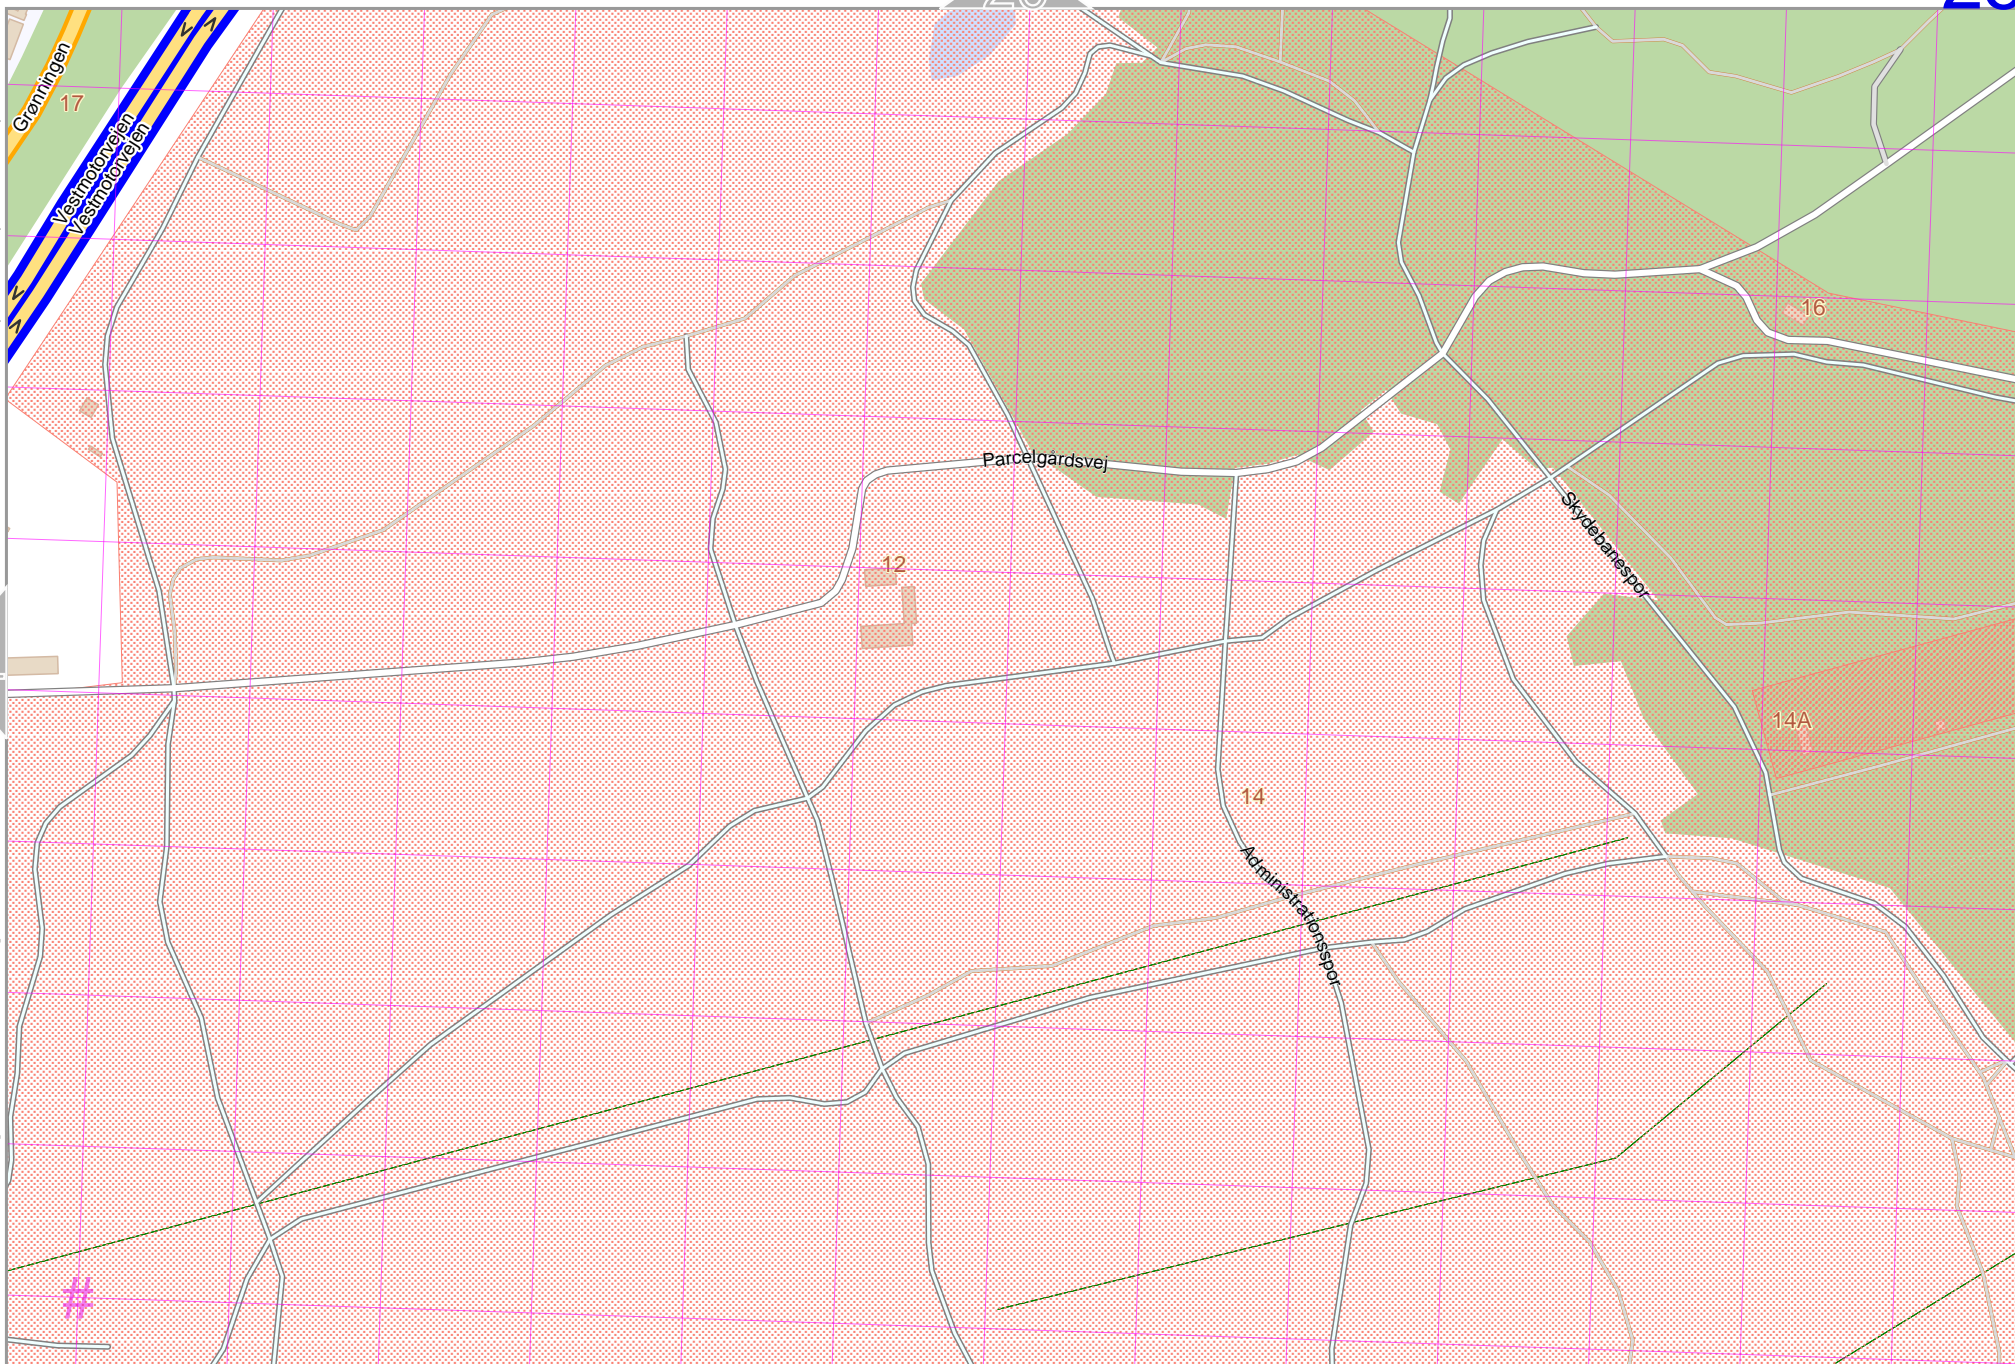 Grønningen
17
Vestmotorvejen
Vestmotorvejen
16
Parcelgårdsvej
Skydebanespor
12
14A
14
Administrationsspor
#